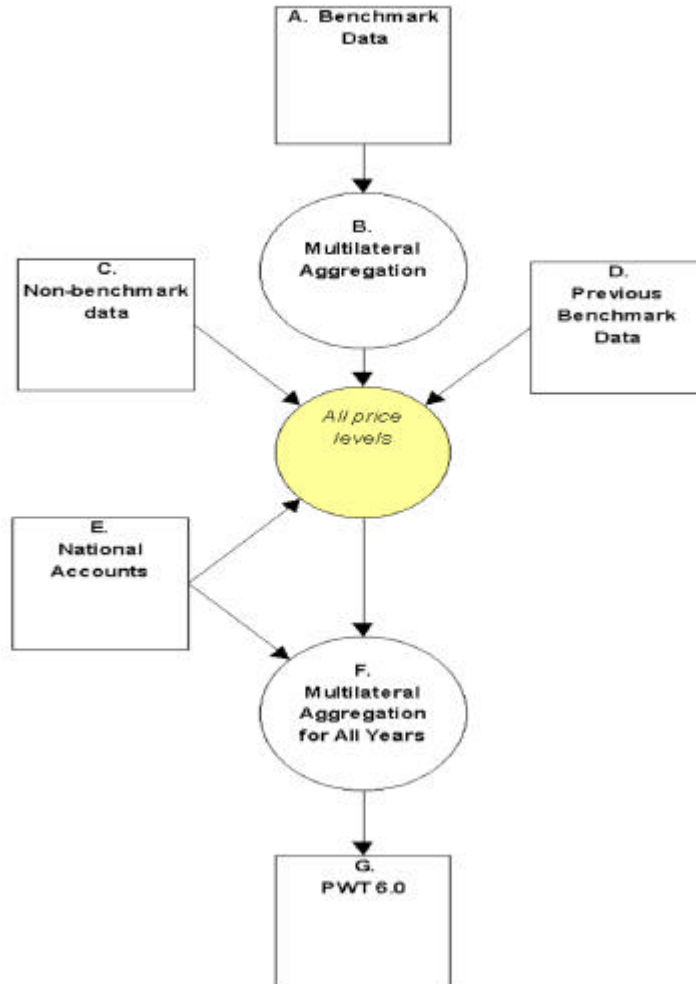 A. Benchmark
Data
B.
Multilateral
Aggregation
C.
Non-benchmark
data
D.
Previous
Benchmark
Data
All price
levels
E.
National
Accounts
F.
Multilateral
Aggregation
for All Years
G.
PWT 6.0